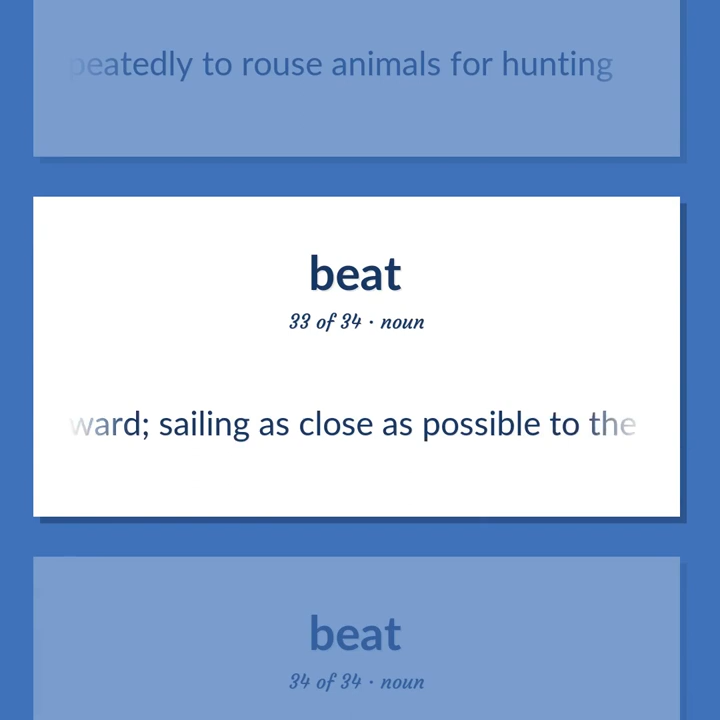 peatedly to rouse animals for hunting
beat
33 of 34 · noun
ward; sailing as close as possible to the
beat
34 of 34 · noun